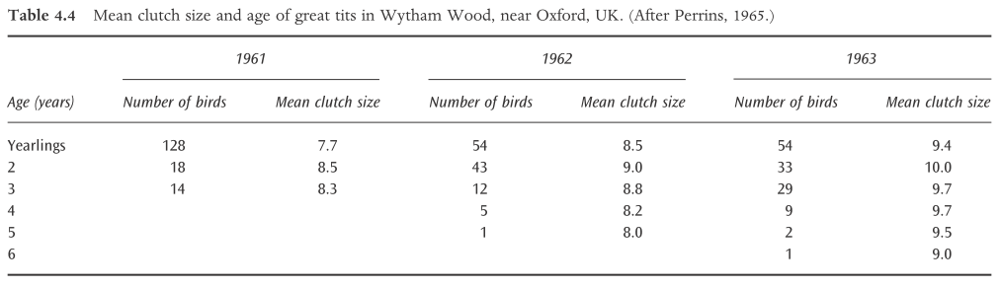 Table 4.4 Mean clutch size and age of great tits in Wytham Wood, near Oxford, UK. (After Perrins, 1965.)
1961 1962 1963
Age (years) Number of birds Mean clutch size Number of birds Mean clutch size Number of birds Mean clutch size
Yearlings 128 7.7 54 8.5 54 9.4
2 18 8.5 43 9.0 33 10.0
3 14 8.3 12 8.8 29 9.7
4 5 8.2 9 9.7
5 1 8.0 2 9.5
6 1 9.0